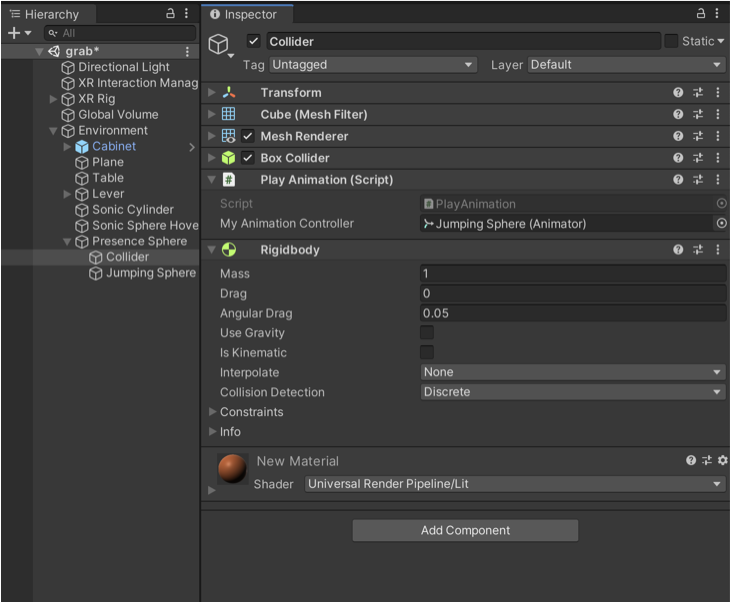 Hierarchy
All
grab*
Directional Light
XR Interaction Manag
XR Rig
Global Volume
Environment
Cabinet
Plane
Table
Lever
Sonic Cylinder
Sonic Sphere Hove
Presence Sphere
Collider
Jumping Sphere
Inspector
Collider
Static
Tag Untagged Layer Default
Transform
Cube (Mesh Filter)
Mesh Renderer
Box Collider
# Play Animation (Script)
Script PlayAnimation
My Animation Controller Jumping Sphere (Animator)
Rigidbody
Mass 1
Drag 0
Angular Drag 0.05
Use Gravity
Is Kinematic
Interpolate None
Collision Detection Discrete
Constraints
Info
New Material
Shader Universal Render Pipeline/Lit
Add Component